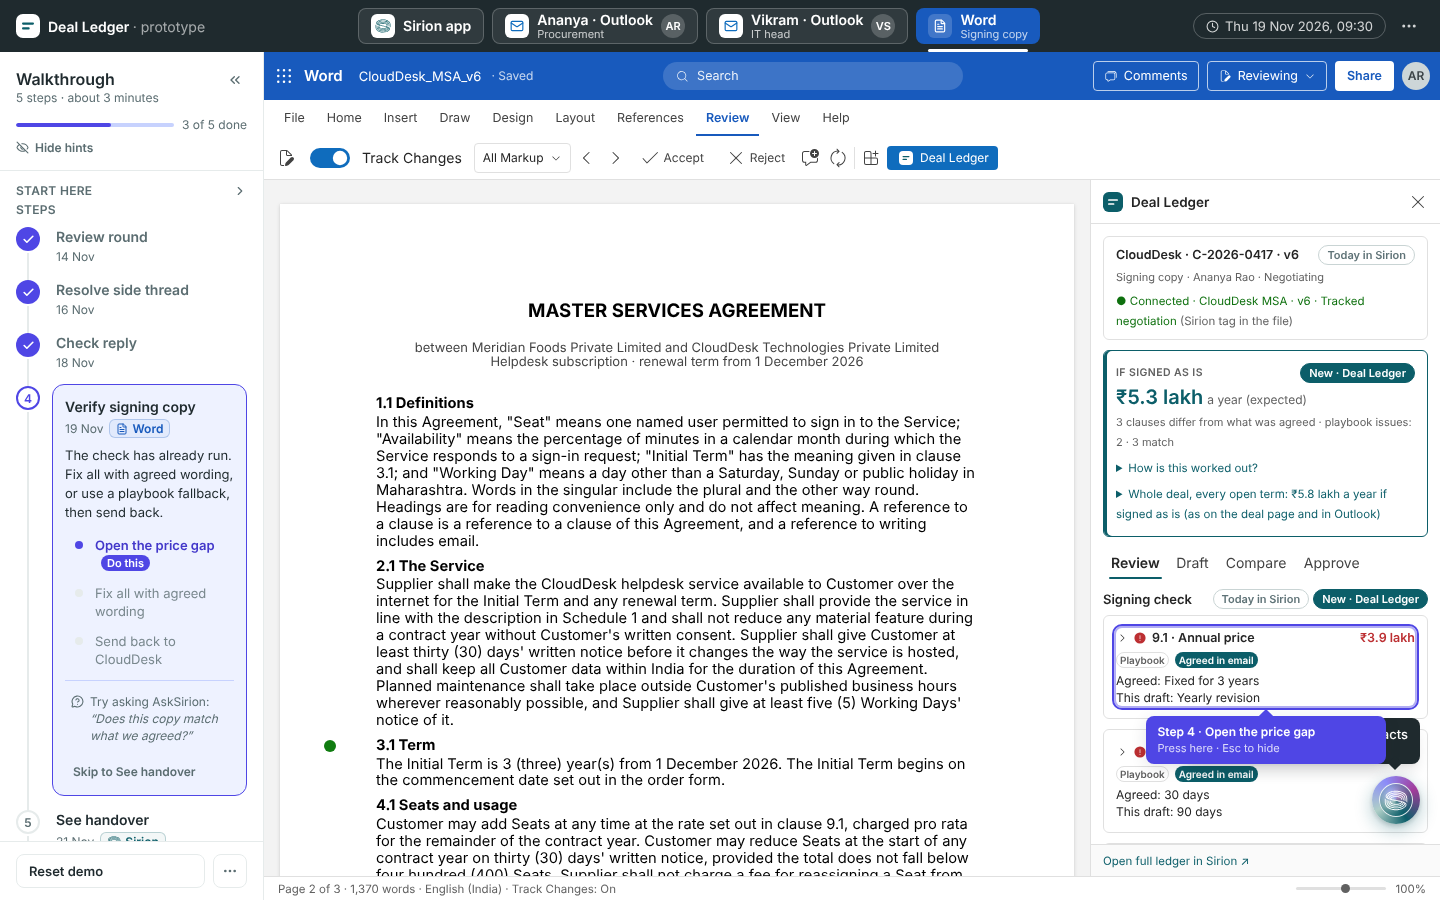 Deal Ledger · prototype
Sirion app
Ananya · Outlook
Procurement
AR
Vikram · Outlook
IT head
VS
Word
Signing copy
Thu 19 Nov 2026, 09:30
Walkthrough
5 steps · about 3 minutes
3 of 5 done
Hide hints
START HERE
STEPS
Review round
14 Nov
Resolve side thread
16 Nov
Check reply
18 Nov
4
Verify signing copy
19 Nov Word
The check has already run.
Fix all with agreed wording,
or use a playbook fallback,
then send back.
Open the price gap
Do this
Fix all with agreed
wording
Send back to
CloudDesk
Try asking AskSirion:
“Does this copy match
what we agreed?”
Skip to See handover
5
See handover
21 Nov Sirion
Reset demo
Word
CloudDesk_MSA_v6 · Saved
Search
Comments
Reviewing
Share
AR
File Home Insert Draw Design Layout References Review View Help
Track Changes
All Markup
Accept
Reject
Deal Ledger
MASTER SERVICES AGREEMENT
between Meridian Foods Private Limited and CloudDesk Technologies Private Limited
Helpdesk subscription · renewal term from 1 December 2026
1.1 Definitions
In this Agreement, "Seat" means one named user permitted to sign in to the Service;
"Availability" means the percentage of minutes in a calendar month during which the
Service responds to a sign-in request; "Initial Term" has the meaning given in clause
3.1; and "Working Day" means a day other than a Saturday, Sunday or public holiday in
Maharashtra. Words in the singular include the plural and the other way round.
Headings are for reading convenience only and do not affect meaning. A reference to
a clause is a reference to a clause of this Agreement, and a reference to writing
includes email.
2.1 The Service
Supplier shall make the CloudDesk helpdesk service available to Customer over the
internet for the Initial Term and any renewal term. Supplier shall provide the service in
line with the description in Schedule 1 and shall not reduce any material feature during
a contract year without Customer's written consent. Supplier shall give Customer at
least thirty (30) days' written notice before it changes the way the service is hosted,
and shall keep all Customer data within India for the duration of this Agreement.
Planned maintenance shall take place outside Customer's published business hours
wherever reasonably possible, and Supplier shall give at least five (5) Working Days'
notice of it.
3.1 Term
The Initial Term is 3 (three) year(s) from 1 December 2026. The Initial Term begins on
the commencement date set out in the order form.
4.1 Seats and usage
Customer may add Seats at any time at the rate set out in clause 9.1, charged pro rata
for the remainder of the contract year. Customer may reduce Seats at the start of any
contract year on thirty (30) days' written notice, provided the total does not fall below
four hundred (400) Seats. Supplier shall not charge a fee for reassigning a Seat from
Page 2 of 3 · 1,370 words · English (India) · Track Changes: On
100%
Deal Ledger
CloudDesk · C-2026-0417 · v6
Today in Sirion
Signing copy · Ananya Rao · Negotiating
Connected · CloudDesk MSA · v6 · Tracked
negotiation (Sirion tag in the file)
IF SIGNED AS IS
New · Deal Ledger
₹5.3 lakh a year (expected)
3 clauses differ from what was agreed · playbook issues:
2 · 3 match
How is this worked out?
Whole deal, every open term: ₹5.8 lakh a year if
signed as is (as on the deal page and in Outlook)
Review Draft Compare Approve
Signing check
Today in Sirion
New · Deal Ledger
9.1 · Annual price
₹3.9 lakh
Playbook Agreed in email
Agreed: Fixed for 3 years
This draft: Yearly revision
Step 4 · Open the price gap
Press here · Esc to hide
Playbook Agreed in email
Agreed: 30 days
This draft: 90 days
Open full ledger in Sirion ↗